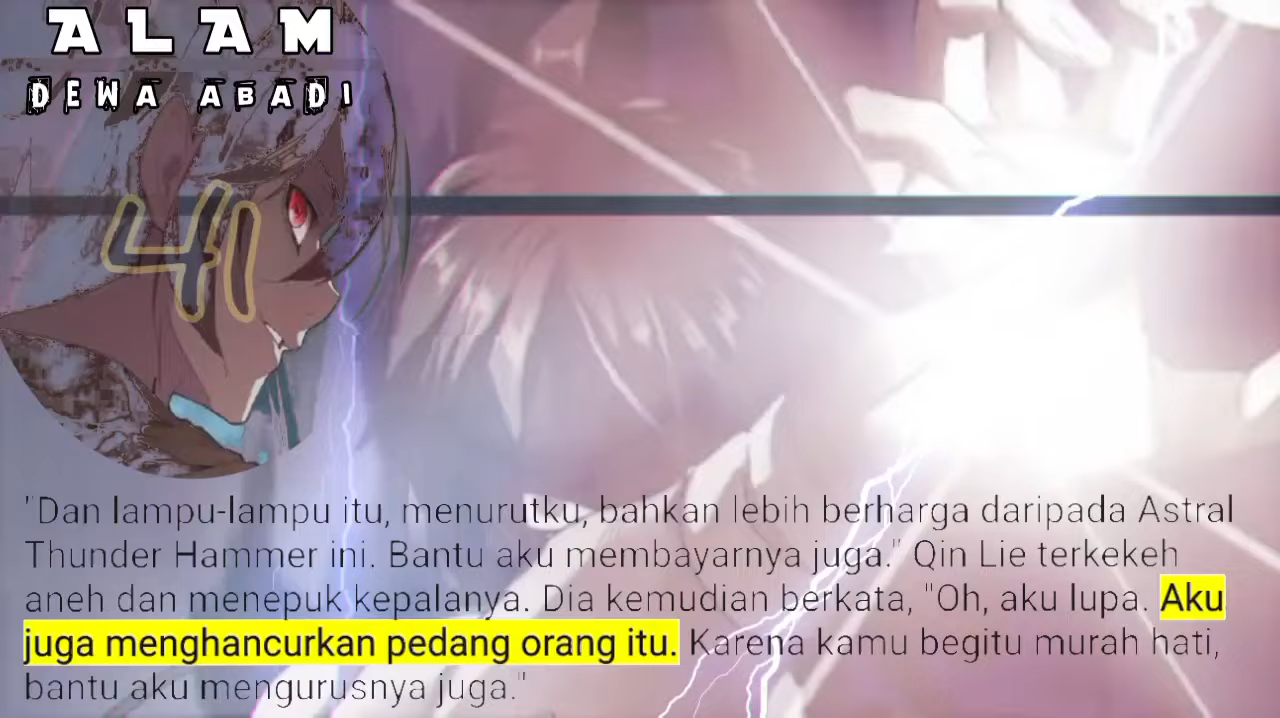 ALAM
DEWA ABADI
41
"Dan lampu-lampu itu, menurutku, bahkan lebih berharga daripada Astral
Thunder Hammer ini. Bantu aku membayarnya juga." Qin Lie terkekeh
aneh dan menepuk kepalanya. Dia kemudian berkata, "Oh, aku lupa. Aku
juga menghancurkan pedang orang itu. Karena kamu begitu murah hati,
bantu aku mengurusnya juga."